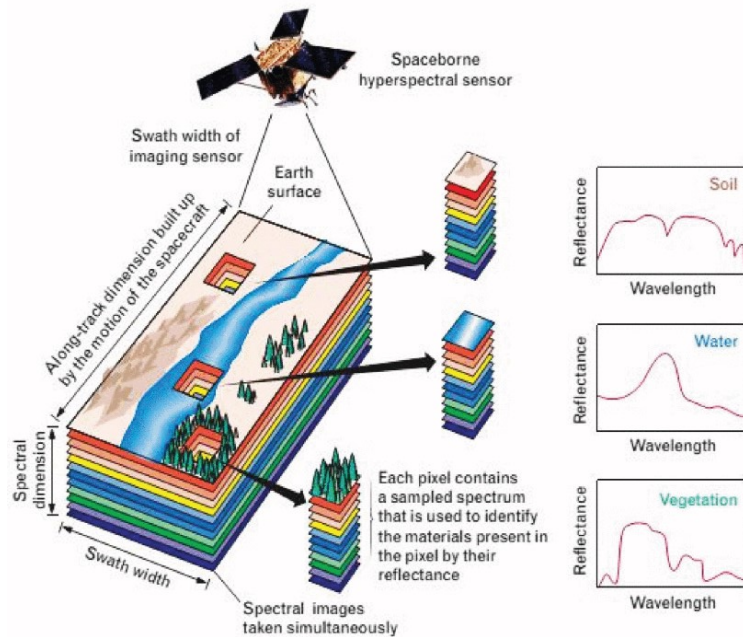 Spaceborne
hyperspectral sensor
Swath width of
imaging sensor
Earth
surface
Along-track dimension built up
by the motion of the spacecraft
Spectral
dimension
Swath width
Spectral images
taken simultaneously
Each pixel contains
a sampled spectrum
that is used to identify
the materials present in
the pixel by their
reflectance
Soil
Reflectance
Wavelength
Water
Reflectance
Wavelength
Vegetation
Reflectance
Wavelength